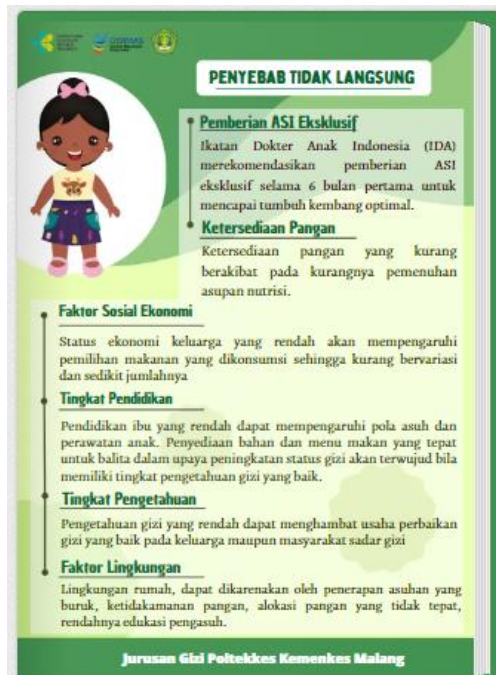 PENYEBAB TIDAK LANGSUNG
Pemberian ASI Eksklusif
Ikatan Dokter Anak Indonesia (IDA)
merekomendasikan pemberian ASI
eksklusif selama 6 bulan pertama untuk
mencapai tumbuh kembang optimal.
Ketersediaan Pangan
Ketersediaan pangan yang kurang
berakibat pada kurangnya pemenuhan
asupan nutrisi.
Faktor Sosial Ekonomi
Status ekonomi keluarga yang rendah akan mempengaruhi
pemilihan makanan yang dikonsumsi sehingga kurang bervariasi
dan sedikit jumlahnya
Tingkat Pendidikan
Pendidikan ibu yang rendah dapat mempengaruhi pola asuh dan
perawatan anak. Penyediaan bahan dan menu makan yang tepat
untuk balita dalam upaya peningkatan status gizi akan terwujud bila
memiliki tingkat pengetahuan gizi yang baik.
Tingkat Pengetahuan
Pengetahuan gizi yang rendah dapat menghambat usaha perbaikan
gizi yang baik pada keluarga maupun masyarakat sadar gizi
Faktor Lingkungan
Lingkungan rumah, dapat dikarenakan oleh penerapan asuhan yang
buruk, ketidakamanan pangan, alokasi pangan yang tidak tepat,
rendahnya edukasi pengasuh.
Jurusan Gizi Poltekkes Kemenkes Malang